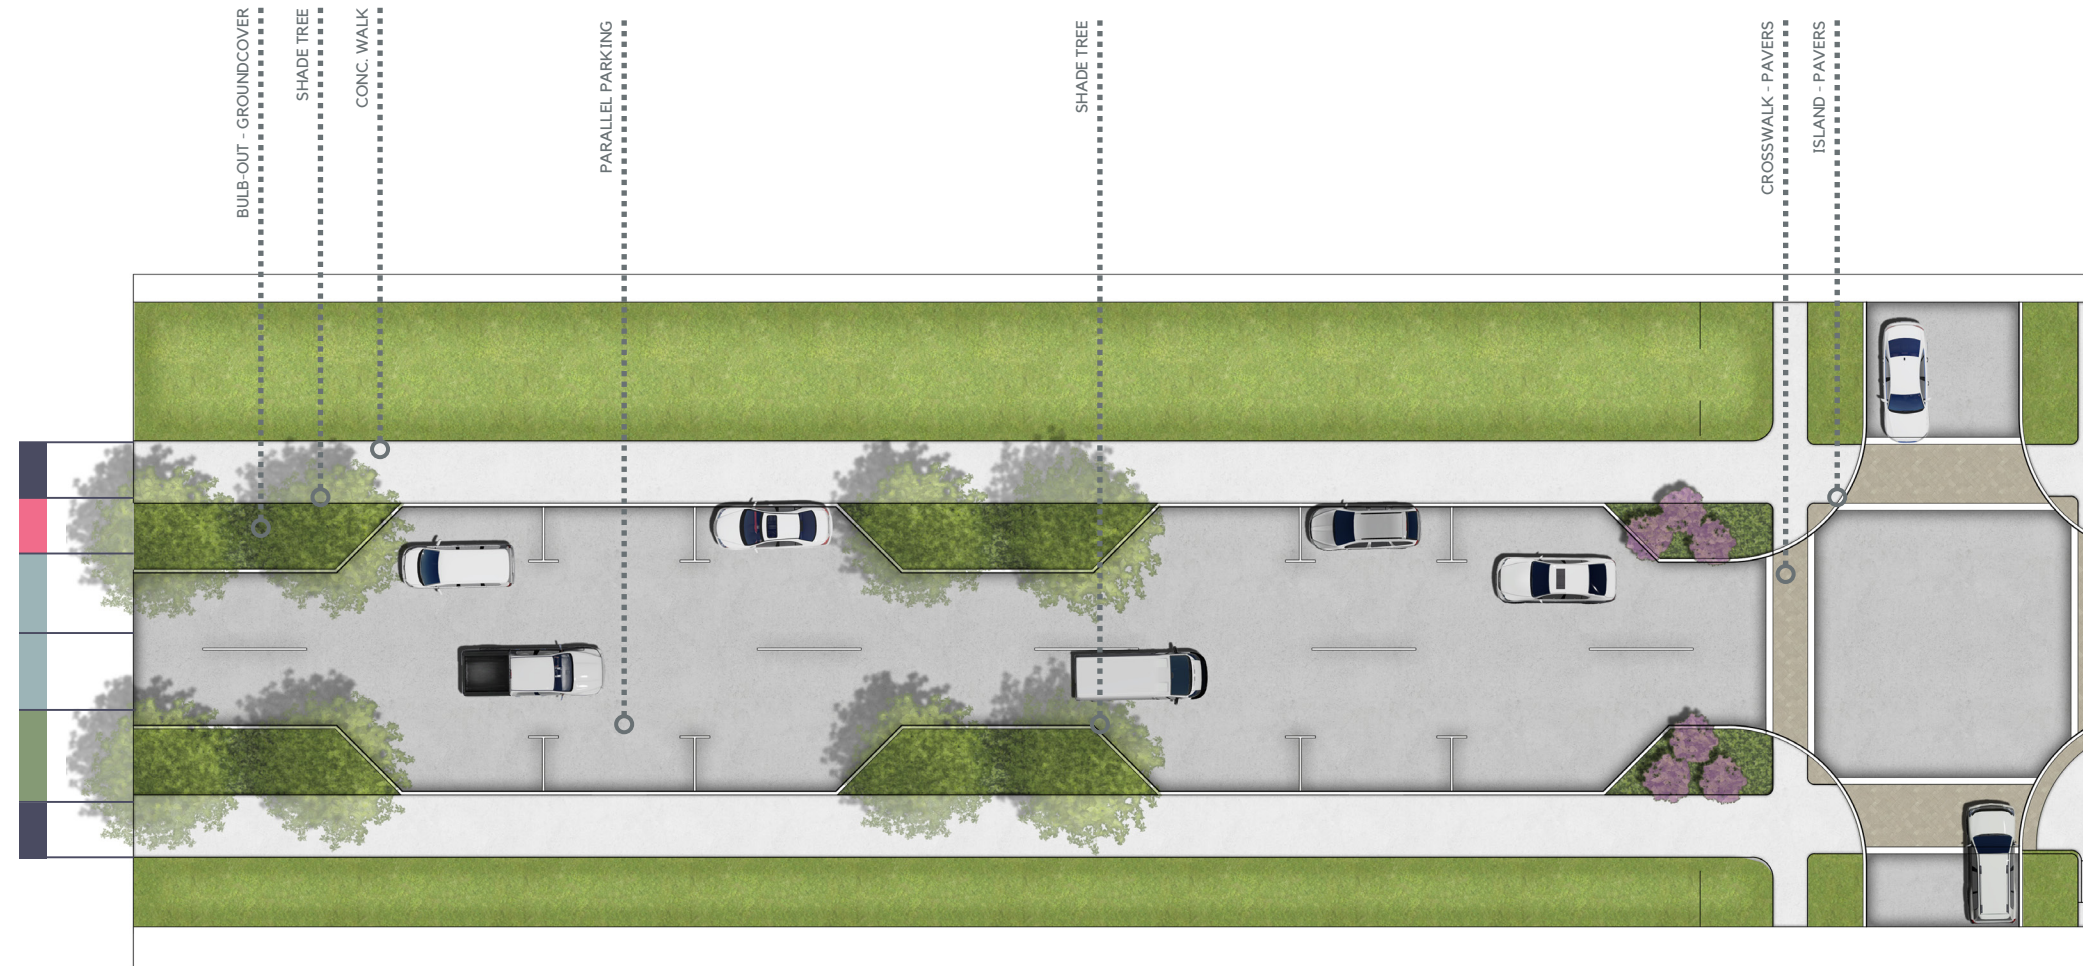 BULB-OUT - GROUNDCOVER
SHADE TREE
CONC. WALK
PARALLEL PARKING
SHADE TREE
CROSSWALK - PAVERS
ISLAND - PAVERS